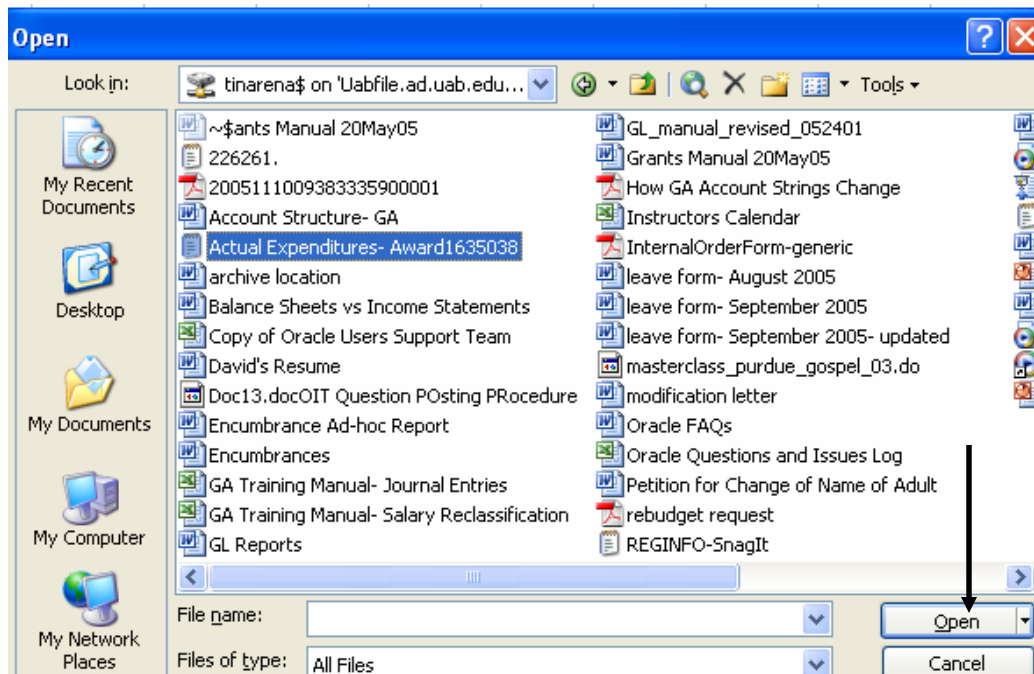 Open
Look in:
tinarena$ on 'Uabfile.ad.uab.edu...
Tools
My Recent
Documents
Desktop
My Documents
My Computer
My Network
Places
~$ants Manual 20May05
226261.
2005111009383335900001
Account Structure- GA
Actual Expenditures- Award1635038
archive location
Balance Sheets vs Income Statements
Copy of Oracle Users Support Team
David's Resume
Doc13.docOIT Question POsting PRocedure
Encumbrance Ad-hoc Report
Encumbrances
GA Training Manual- Journal Entries
GA Training Manual- Salary Reclassification
GL Reports
GL_manual_revised_052401
Grants Manual 20May05
How GA Account Strings Change
Instructors Calendar
InternalOrderForm-generic
leave form- August 2005
leave form- September 2005
leave form- September 2005- updated
masterclass_purdue_gospel_03.do
modification letter
Oracle FAQs
Oracle Questions and Issues Log
Petition for Change of Name of Adult
rebudget request
REGINFO-SnagIt
File name:
Open
Files of type:
All Files
Cancel